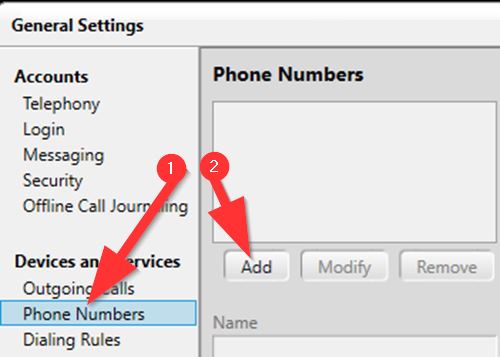 General Settings
Accounts
Telephony
Login
Messaging
Security
Offline Call Journaling
Devices and Services
Outgoing Calls
Phone Numbers
Dialing Rules
Phone Numbers
Add
Modify
Remove
Name
1
2